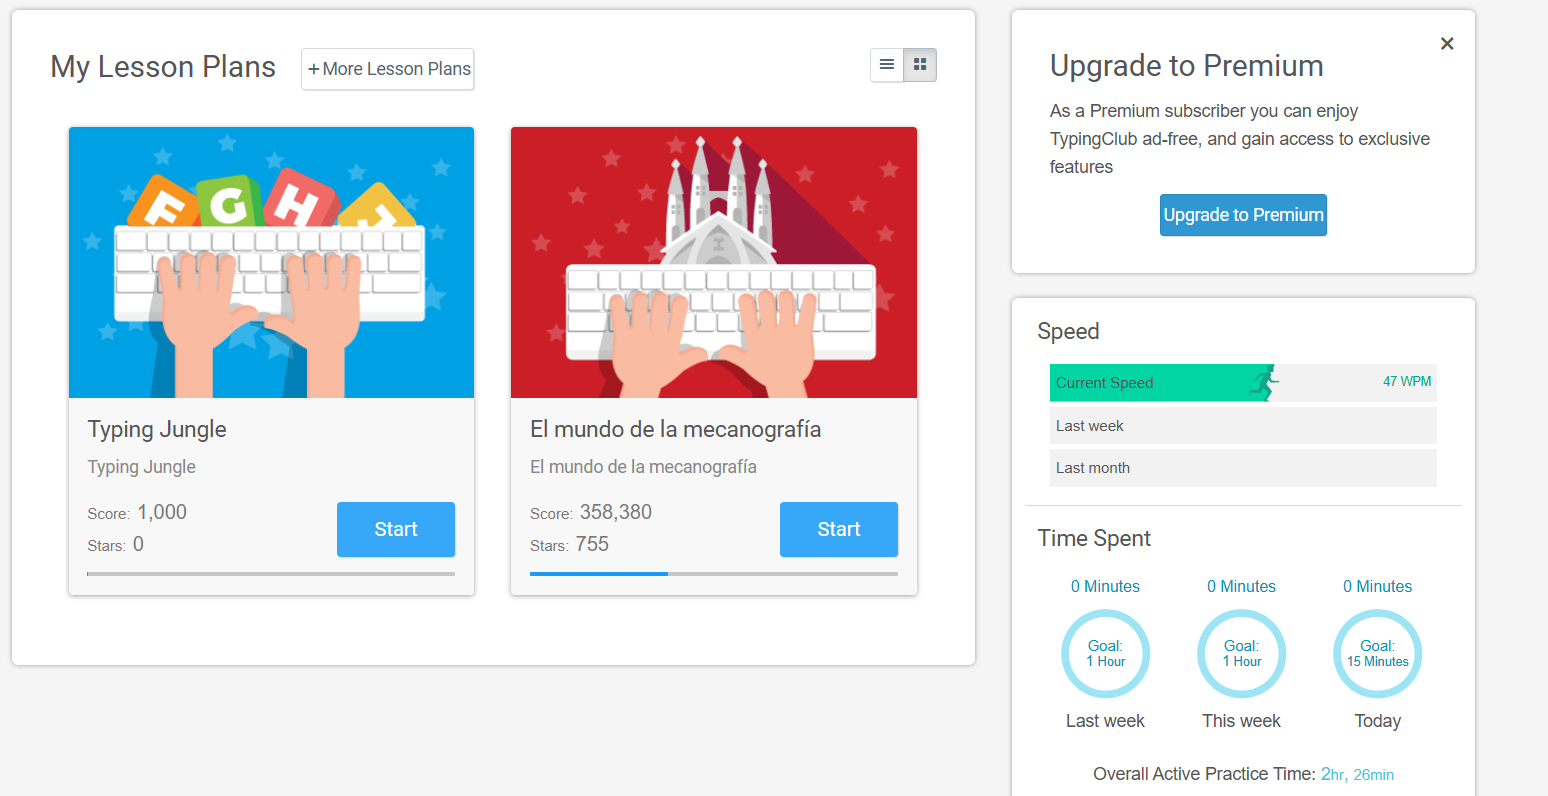 My Lesson Plans
+More Lesson Plans
F G H
Typing Jungle
Typing Jungle
Score: 1,000
Stars: 0
Start
El mundo de la mecanografía
El mundo de la mecanografía
Score: 358,380
Stars: 755
Start
×
Upgrade to Premium
As a Premium subscriber you can enjoy
TypingClub ad-free, and gain access to exclusive
features
Upgrade to Premium
Speed
Current Speed 47 WPM
Last week
Last month
Time Spent
0 Minutes 0 Minutes 0 Minutes
Goal: Goal: Goal:
1 Hour 1 Hour 15 Minutes
Last week This week Today
Overall Active Practice Time: 2hr, 26min